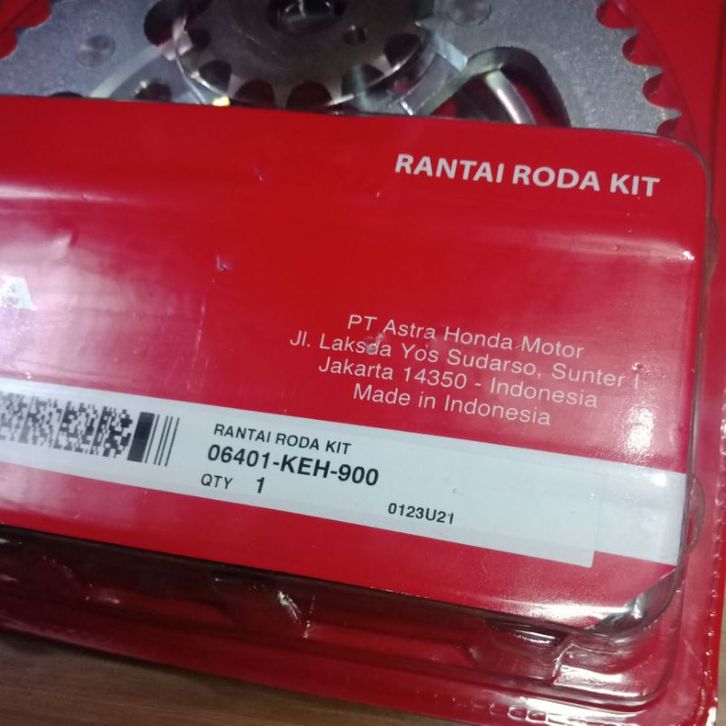 RANTAI RODA KIT
A
PT Astra Honda Motor
Jl. Laksda Yos Sudarso, Sunter I
Jakarta 14350 - Indonesia
Made in Indonesia
RANTAI RODA KIT
06401-KEH-900
QTY 1
0123U21